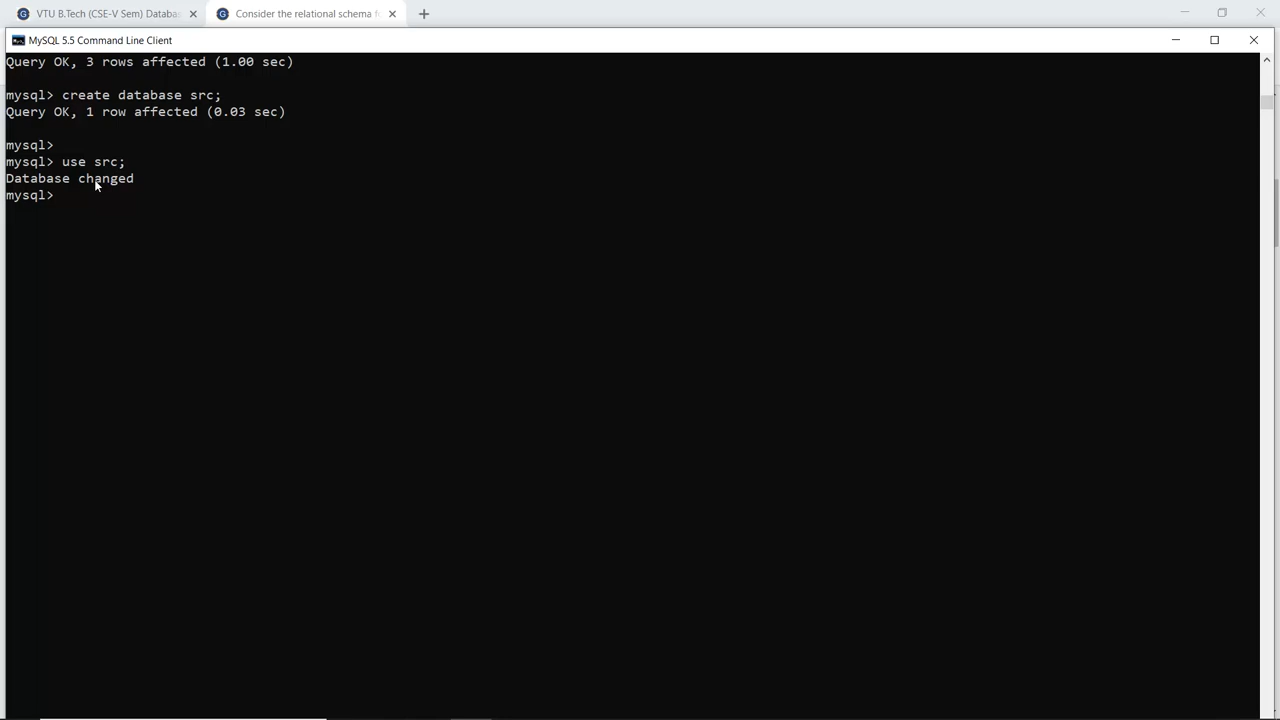 VTU B.Tech (CSE-V Sem) Databa
Consider the relational schema f
MySQL 5.5 Command Line Client
Query OK, 3 rows affected (1.00 sec)
mysql> create database src;
Query OK, 1 row affected (0.03 sec)
mysql>
mysql> use src;
Database changed
mysql>